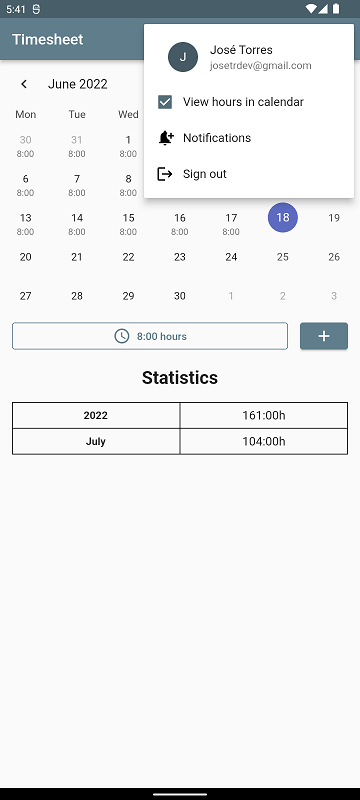 5:41
Timesheet
J
José Torres
josetrdev@gmail.com
View hours in calendar
Notifications
Sign out
June 2022
Mon Tue Wed
30 31 1
8:00 8:00 8:00
6 7 8
8:00 8:00 8:00
13 14 15 16 17 18 19
8:00 8:00 8:00 8:00 8:00
20 21 22 23 24 25 26
27 28 29 30 1 2 3
8:00 hours
+
Statistics
2022 161:00h
July 104:00h